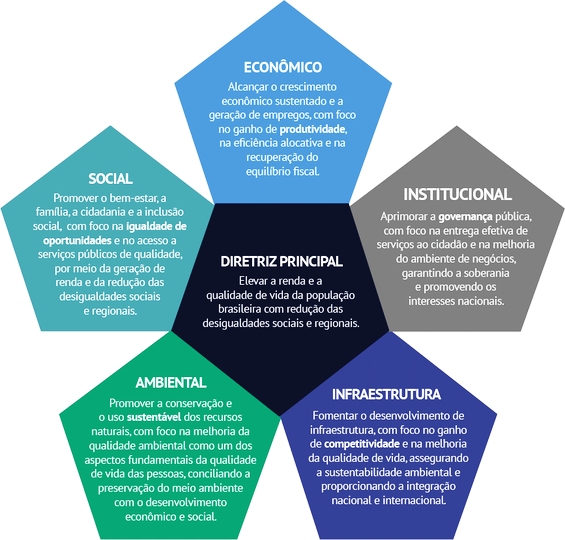 ECONÔMICO
Alcançar o crescimento
econômico sustentado e a
geração de empregos, com foco
no ganho de produtividade,
na eficiência alocativa e na
recuperação do
equilíbrio fiscal.
SOCIAL
Promover o bem-estar, a
família, a cidadania e a inclusão
social, com foco na igualdade de
oportunidades e no acesso a
serviços públicos de qualidade,
por meio da geração de
renda e da redução das
desigualdades sociais
e regionais.
INSTITUCIONAL
Aprimorar a governança pública,
com foco na entrega efetiva de
serviços ao cidadão e na melhoria
do ambiente de negócios,
garantindo a soberania
e promovendo os
interesses nacionais.
DIRETRIZ PRINCIPAL
Elevar a renda e a
qualidade de vida da população
brasileira com redução das
desigualdades sociais e regionais.
AMBIENTAL
Promover a conservação e
o uso sustentável dos recursos
naturais, com foco na melhoria da
qualidade ambiental como um dos
aspectos fundamentais da qualidade
de vida das pessoas, conciliando a
preservação do meio ambiente
com o desenvolvimento
econômico e social.
INFRAESTRUTURA
Fomentar o desenvolvimento de
infraestrutura, com foco no ganho
de competitividade e na melhoria
da qualidade de vida, assegurando
a sustentabilidade ambiental e
proporcionando a integração
nacional e internacional.